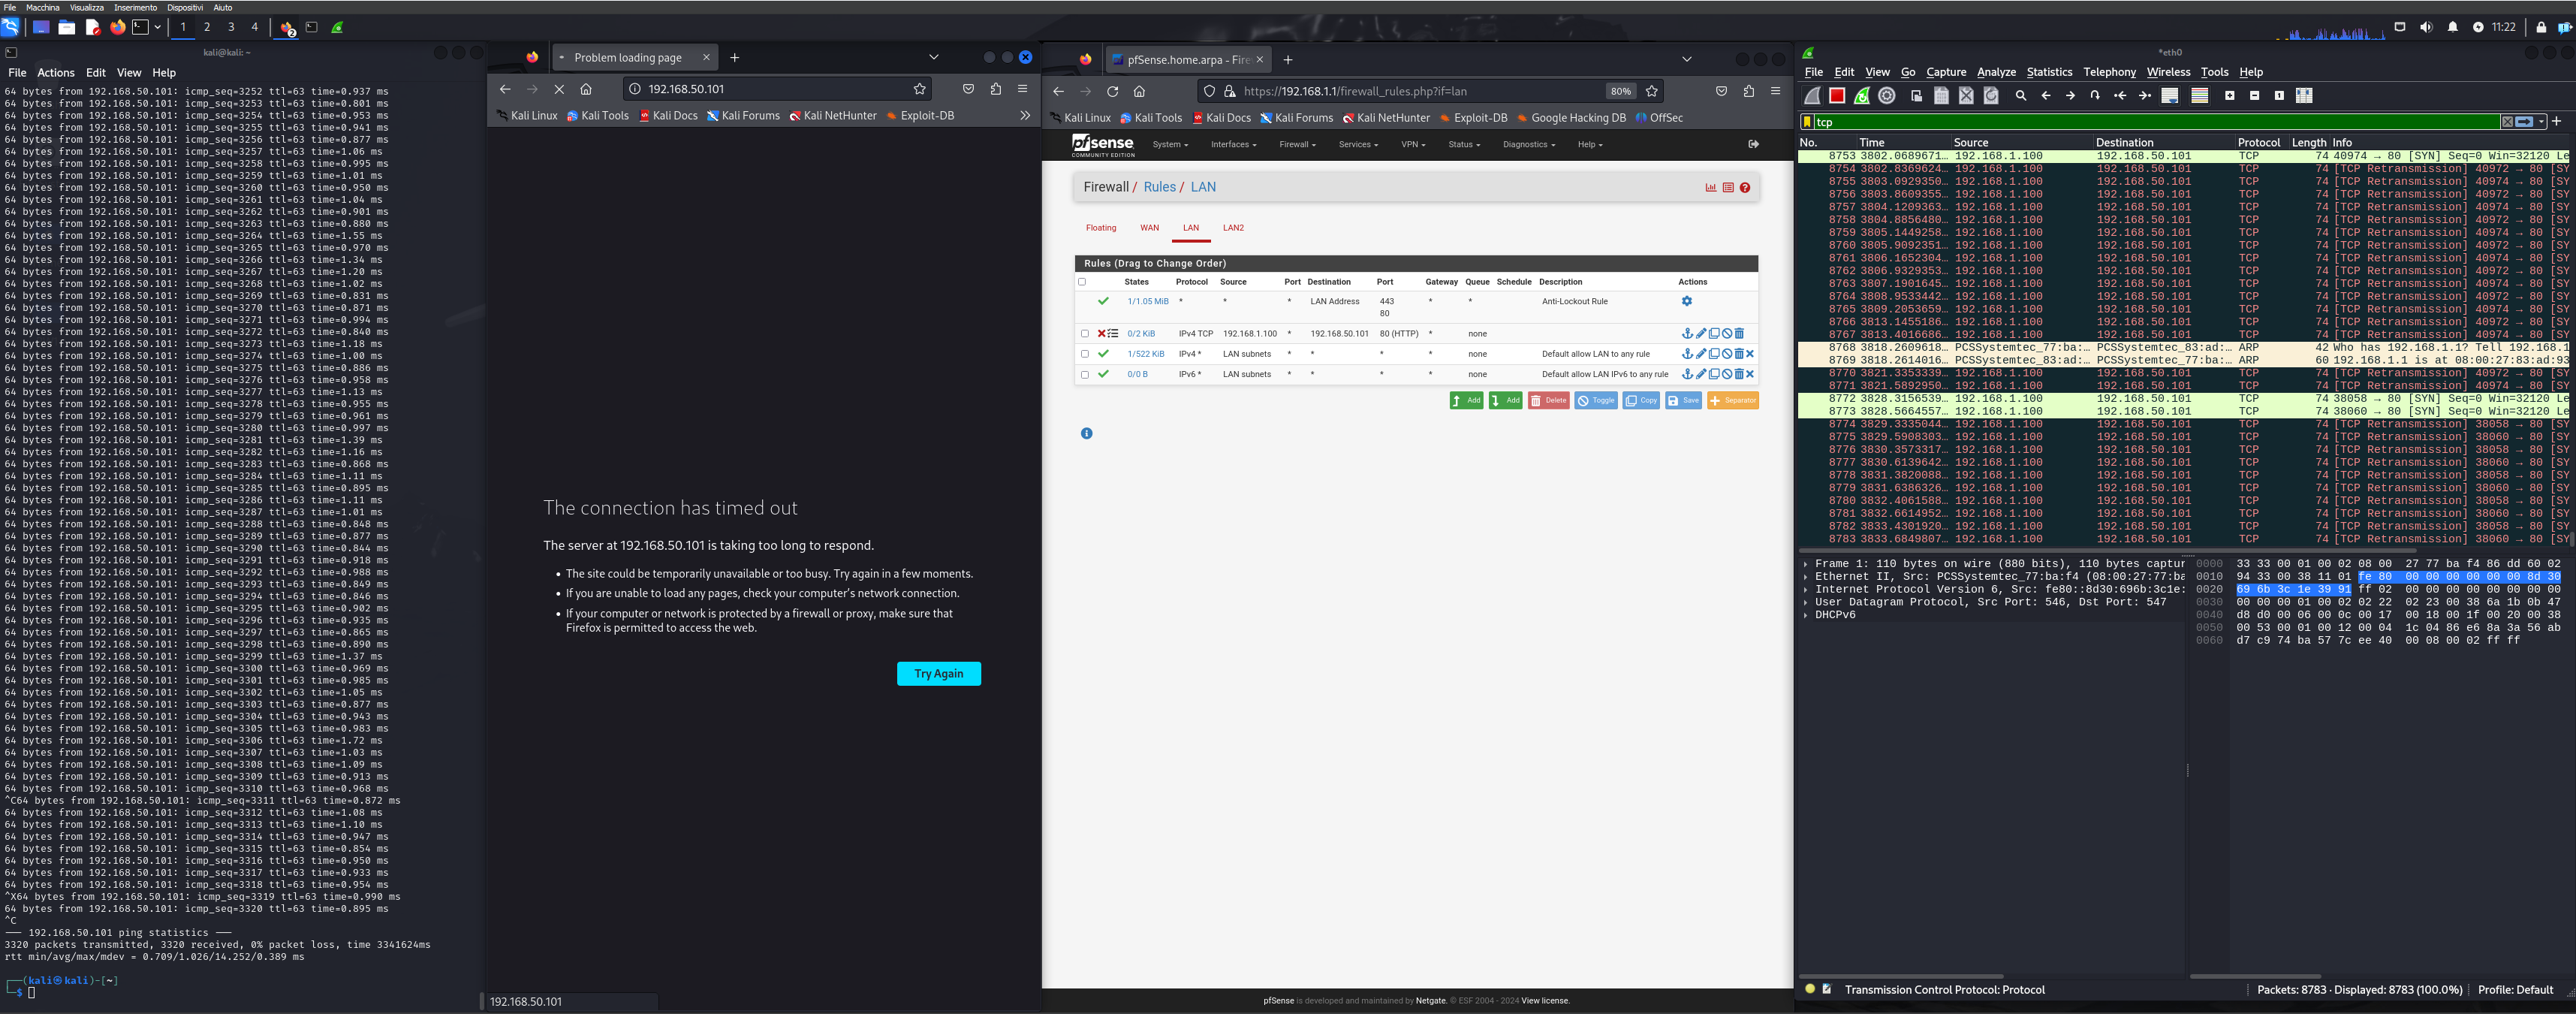 File Macchina Visualizza Inserimento Dispositivi Aiuto
1 2 3 4 2 11:22
kali@kali: ~
File Actions Edit View Help
64 bytes from 192.168.50.101: icmp_seq=3252 ttl=63 time=0.937 ms
64 bytes from 192.168.50.101: icmp_seq=3253 ttl=63 time=0.801 ms
64 bytes from 192.168.50.101: icmp_seq=3254 ttl=63 time=0.953 ms
64 bytes from 192.168.50.101: icmp_seq=3255 ttl=63 time=0.941 ms
64 bytes from 192.168.50.101: icmp_seq=3256 ttl=63 time=0.877 ms
64 bytes from 192.168.50.101: icmp_seq=3257 ttl=63 time=1.06 ms
64 bytes from 192.168.50.101: icmp_seq=3258 ttl=63 time=0.995 ms
64 bytes from 192.168.50.101: icmp_seq=3259 ttl=63 time=1.01 ms
64 bytes from 192.168.50.101: icmp_seq=3260 ttl=63 time=0.950 ms
64 bytes from 192.168.50.101: icmp_seq=3261 ttl=63 time=1.04 ms
64 bytes from 192.168.50.101: icmp_seq=3262 ttl=63 time=0.901 ms
64 bytes from 192.168.50.101: icmp_seq=3263 ttl=63 time=0.880 ms
64 bytes from 192.168.50.101: icmp_seq=3264 ttl=63 time=1.55 ms
64 bytes from 192.168.50.101: icmp_seq=3265 ttl=63 time=0.970 ms
64 bytes from 192.168.50.101: icmp_seq=3266 ttl=63 time=1.34 ms
64 bytes from 192.168.50.101: icmp_seq=3267 ttl=63 time=1.20 ms
64 bytes from 192.168.50.101: icmp_seq=3268 ttl=63 time=1.02 ms
64 bytes from 192.168.50.101: icmp_seq=3269 ttl=63 time=0.831 ms
64 bytes from 192.168.50.101: icmp_seq=3270 ttl=63 time=0.871 ms
64 bytes from 192.168.50.101: icmp_seq=3271 ttl=63 time=0.994 ms
64 bytes from 192.168.50.101: icmp_seq=3272 ttl=63 time=0.840 ms
64 bytes from 192.168.50.101: icmp_seq=3273 ttl=63 time=1.18 ms
64 bytes from 192.168.50.101: icmp_seq=3274 ttl=63 time=1.00 ms
64 bytes from 192.168.50.101: icmp_seq=3275 ttl=63 time=0.886 ms
64 bytes from 192.168.50.101: icmp_seq=3276 ttl=63 time=0.958 ms
64 bytes from 192.168.50.101: icmp_seq=3277 ttl=63 time=1.13 ms
64 bytes from 192.168.50.101: icmp_seq=3278 ttl=63 time=0.955 ms
64 bytes from 192.168.50.101: icmp_seq=3279 ttl=63 time=0.961 ms
64 bytes from 192.168.50.101: icmp_seq=3280 ttl=63 time=0.997 ms
64 bytes from 192.168.50.101: icmp_seq=3281 ttl=63 time=1.39 ms
64 bytes from 192.168.50.101: icmp_seq=3282 ttl=63 time=1.16 ms
64 bytes from 192.168.50.101: icmp_seq=3283 ttl=63 time=0.868 ms
64 bytes from 192.168.50.101: icmp_seq=3284 ttl=63 time=1.11 ms
64 bytes from 192.168.50.101: icmp_seq=3285 ttl=63 time=0.895 ms
64 bytes from 192.168.50.101: icmp_seq=3286 ttl=63 time=1.11 ms
64 bytes from 192.168.50.101: icmp_seq=3287 ttl=63 time=1.01 ms
64 bytes from 192.168.50.101: icmp_seq=3288 ttl=63 time=0.848 ms
64 bytes from 192.168.50.101: icmp_seq=3289 ttl=63 time=0.877 ms
64 bytes from 192.168.50.101: icmp_seq=3290 ttl=63 time=0.844 ms
64 bytes from 192.168.50.101: icmp_seq=3291 ttl=63 time=0.918 ms
64 bytes from 192.168.50.101: icmp_seq=3292 ttl=63 time=0.988 ms
64 bytes from 192.168.50.101: icmp_seq=3293 ttl=63 time=0.849 ms
64 bytes from 192.168.50.101: icmp_seq=3294 ttl=63 time=0.846 ms
64 bytes from 192.168.50.101: icmp_seq=3295 ttl=63 time=0.902 ms
64 bytes from 192.168.50.101: icmp_seq=3296 ttl=63 time=0.935 ms
64 bytes from 192.168.50.101: icmp_seq=3297 ttl=63 time=0.865 ms
64 bytes from 192.168.50.101: icmp_seq=3298 ttl=63 time=0.890 ms
64 bytes from 192.168.50.101: icmp_seq=3299 ttl=63 time=1.37 ms
64 bytes from 192.168.50.101: icmp_seq=3300 ttl=63 time=0.969 ms
64 bytes from 192.168.50.101: icmp_seq=3301 ttl=63 time=0.985 ms
64 bytes from 192.168.50.101: icmp_seq=3302 ttl=63 time=1.05 ms
64 bytes from 192.168.50.101: icmp_seq=3303 ttl=63 time=0.877 ms
64 bytes from 192.168.50.101: icmp_seq=3304 ttl=63 time=0.943 ms
64 bytes from 192.168.50.101: icmp_seq=3305 ttl=63 time=0.983 ms
64 bytes from 192.168.50.101: icmp_seq=3306 ttl=63 time=1.72 ms
64 bytes from 192.168.50.101: icmp_seq=3307 ttl=63 time=1.03 ms
64 bytes from 192.168.50.101: icmp_seq=3308 ttl=63 time=1.09 ms
64 bytes from 192.168.50.101: icmp_seq=3309 ttl=63 time=0.913 ms
64 bytes from 192.168.50.101: icmp_seq=3310 ttl=63 time=0.968 ms
^C64 bytes from 192.168.50.101: icmp_seq=3311 ttl=63 time=0.872 ms
64 bytes from 192.168.50.101: icmp_seq=3312 ttl=63 time=1.08 ms
64 bytes from 192.168.50.101: icmp_seq=3313 ttl=63 time=1.10 ms
64 bytes from 192.168.50.101: icmp_seq=3314 ttl=63 time=0.947 ms
64 bytes from 192.168.50.101: icmp_seq=3315 ttl=63 time=0.854 ms
64 bytes from 192.168.50.101: icmp_seq=3316 ttl=63 time=0.950 ms
64 bytes from 192.168.50.101: icmp_seq=3317 ttl=63 time=0.933 ms
64 bytes from 192.168.50.101: icmp_seq=3318 ttl=63 time=0.954 ms
^X64 bytes from 192.168.50.101: icmp_seq=3319 ttl=63 time=0.990 ms
64 bytes from 192.168.50.101: icmp_seq=3320 ttl=63 time=0.895 ms
^C
--- 192.168.50.101 ping statistics ---
3320 packets transmitted, 3320 received, 0% packet loss, time 3341624ms
rtt min/avg/max/mdev = 0.709/1.026/14.252/0.389 ms
┌──(kali㉿kali)-[~]
└─$
Problem loading page
192.168.50.101
Kali Linux Kali Tools Kali Docs Kali Forums Kali NetHunter Exploit-DB
The connection has timed out
The server at 192.168.50.101 is taking too long to respond.
• The site could be temporarily unavailable or too busy. Try again in a few moments.
• If you are unable to load any pages, check your computer's network connection.
• If your computer or network is protected by a firewall or proxy, make sure that
Firefox is permitted to access the web.
Try Again
192.168.50.101
pfSense.home.arpa - Fire
https://192.168.1.1/firewall_rules.php?if=lan 80%
Kali Linux Kali Tools Kali Docs Kali Forums Kali NetHunter Exploit-DB Google Hacking DB OffSec
pfsense COMMUNITY EDITION System Interfaces Firewall Services VPN Status Diagnostics Help
Firewall / Rules / LAN
Floating WAN LAN LAN2
Rules (Drag to Change Order)
States Protocol Source Port Destination Port Gateway Queue Schedule Description Actions
1/1.05 MiB * * * LAN Address 443 80 * * Anti-Lockout Rule
0/2 KiB IPv4 TCP 192.168.1.100 * 192.168.50.101 80 (HTTP) * none
1/522 KiB IPv4 * LAN subnets * * * * none Default allow LAN to any rule
0/0 B IPv6 * LAN subnets * * * * none Default allow LAN IPv6 to any rule
Add Add Delete Toggle Copy Save Separator
pfSense is developed and maintained by Netgate. © ESF 2004 - 2024 View license.
*eth0
File Edit View Go Capture Analyze Statistics Telephony Wireless Tools Help
tcp
No. Time Source Destination Protocol Length Info
8753 3802.0689671… 192.168.1.100 192.168.50.101 TCP 74 40974 → 80 [SYN] Seq=0 Win=32120 Le
8754 3802.8369624… 192.168.1.100 192.168.50.101 TCP 74 [TCP Retransmission] 40972 → 80 [SY
8755 3803.0929350… 192.168.1.100 192.168.50.101 TCP 74 [TCP Retransmission] 40974 → 80 [SY
8756 3803.8609355… 192.168.1.100 192.168.50.101 TCP 74 [TCP Retransmission] 40972 → 80 [SY
8757 3804.1209363… 192.168.1.100 192.168.50.101 TCP 74 [TCP Retransmission] 40974 → 80 [SY
8758 3804.8856480… 192.168.1.100 192.168.50.101 TCP 74 [TCP Retransmission] 40972 → 80 [SY
8759 3805.1449258… 192.168.1.100 192.168.50.101 TCP 74 [TCP Retransmission] 40974 → 80 [SY
8760 3805.9092351… 192.168.1.100 192.168.50.101 TCP 74 [TCP Retransmission] 40972 → 80 [SY
8761 3806.1652304… 192.168.1.100 192.168.50.101 TCP 74 [TCP Retransmission] 40974 → 80 [SY
8762 3806.9329353… 192.168.1.100 192.168.50.101 TCP 74 [TCP Retransmission] 40972 → 80 [SY
8763 3807.1901645… 192.168.1.100 192.168.50.101 TCP 74 [TCP Retransmission] 40974 → 80 [SY
8764 3808.9533442… 192.168.1.100 192.168.50.101 TCP 74 [TCP Retransmission] 40972 → 80 [SY
8765 3809.2053659… 192.168.1.100 192.168.50.101 TCP 74 [TCP Retransmission] 40974 → 80 [SY
8766 3813.1455186… 192.168.1.100 192.168.50.101 TCP 74 [TCP Retransmission] 40972 → 80 [SY
8767 3813.4016686… 192.168.1.100 192.168.50.101 TCP 74 [TCP Retransmission] 40974 → 80 [SY
8768 3818.2609618… PCSSystemtec_77:ba:… PCSSystemtec_83:ad:… ARP 42 Who has 192.168.1.1? Tell 192.168.1
8769 3818.2614016… PCSSystemtec_83:ad:… PCSSystemtec_77:ba:… ARP 60 192.168.1.1 is at 08:00:27:83:ad:93
8770 3821.3353339… 192.168.1.100 192.168.50.101 TCP 74 [TCP Retransmission] 40972 → 80 [SY
8771 3821.5892950… 192.168.1.100 192.168.50.101 TCP 74 [TCP Retransmission] 40974 → 80 [SY
8772 3828.3156539… 192.168.1.100 192.168.50.101 TCP 74 38058 → 80 [SYN] Seq=0 Win=32120 Le
8773 3828.5664557… 192.168.1.100 192.168.50.101 TCP 74 38060 → 80 [SYN] Seq=0 Win=32120 Le
8774 3829.3335044… 192.168.1.100 192.168.50.101 TCP 74 [TCP Retransmission] 38058 → 80 [SY
8775 3829.5908303… 192.168.1.100 192.168.50.101 TCP 74 [TCP Retransmission] 38060 → 80 [SY
8776 3830.3573317… 192.168.1.100 192.168.50.101 TCP 74 [TCP Retransmission] 38058 → 80 [SY
8777 3830.6139642… 192.168.1.100 192.168.50.101 TCP 74 [TCP Retransmission] 38060 → 80 [SY
8778 3831.3820088… 192.168.1.100 192.168.50.101 TCP 74 [TCP Retransmission] 38058 → 80 [SY
8779 3831.6386326… 192.168.1.100 192.168.50.101 TCP 74 [TCP Retransmission] 38060 → 80 [SY
8780 3832.4061588… 192.168.1.100 192.168.50.101 TCP 74 [TCP Retransmission] 38058 → 80 [SY
8781 3832.6614952… 192.168.1.100 192.168.50.101 TCP 74 [TCP Retransmission] 38060 → 80 [SY
8782 3833.4301920… 192.168.1.100 192.168.50.101 TCP 74 [TCP Retransmission] 38058 → 80 [SY
8783 3833.6849807… 192.168.1.100 192.168.50.101 TCP 74 [TCP Retransmission] 38060 → 80 [SY
Frame 1: 110 bytes on wire (880 bits), 110 bytes captur
Ethernet II, Src: PCSSystemtec_77:ba:f4 (08:00:27:77:ba
Internet Protocol Version 6, Src: fe80::8d30:696b:3c1e:
User Datagram Protocol, Src Port: 546, Dst Port: 547
DHCPv6
0000 33 33 00 01 00 02 08 00 27 77 ba f4 86 dd 60 02
0010 94 33 00 38 11 01 fe 80 00 00 00 00 00 00 8d 30
0020 69 6b 3c 1e 39 91 ff 02 00 00 00 00 00 00 00 00
0030 00 00 00 01 00 02 02 22 02 23 00 38 6a 1b 0b 47
0040 d8 d0 00 06 00 0c 00 17 00 18 00 1f 00 20 00 38
0050 00 53 00 01 00 12 00 04 1c 04 86 e6 8a 3a 56 ab
0060 d7 c9 74 ba 57 7c ee 40 00 08 00 02 ff ff
Transmission Control Protocol: Protocol Packets: 8783 · Displayed: 8783 (100.0%) Profile: Default